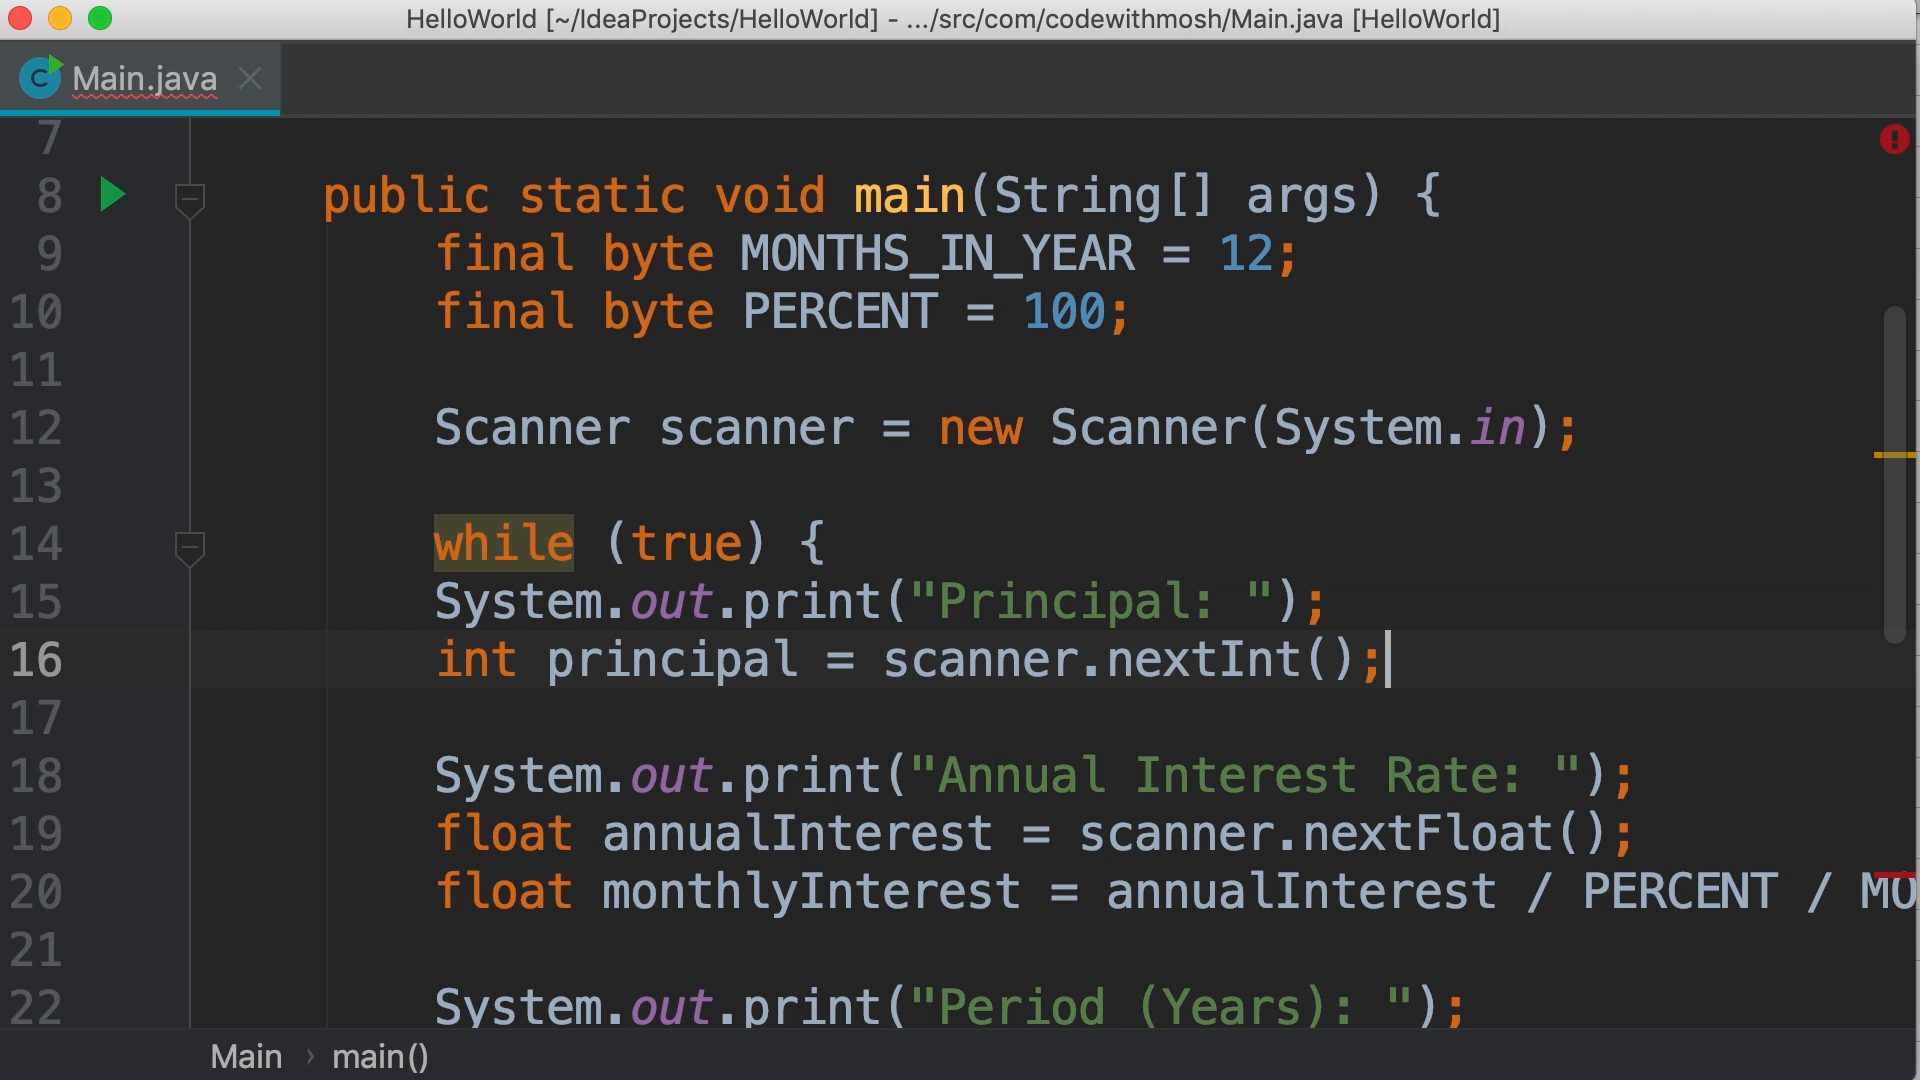 HelloWorld [~/IdeaProjects/HelloWorld] - .../src/com/codewithmosh/Main.java [HelloWorld]
C Main.java
7
8 public static void main(String[] args) {
9 final byte MONTHS_IN_YEAR = 12;
10 final byte PERCENT = 100;
11
12 Scanner scanner = new Scanner(System.in);
13
14 while (true) {
15 System.out.print("Principal: ");
16 int principal = scanner.nextInt();
17
18 System.out.print("Annual Interest Rate: ");
19 float annualInterest = scanner.nextFloat();
20 float monthlyInterest = annualInterest / PERCENT / MO
21
22 System.out.print("Period (Years): ");
Main › main()